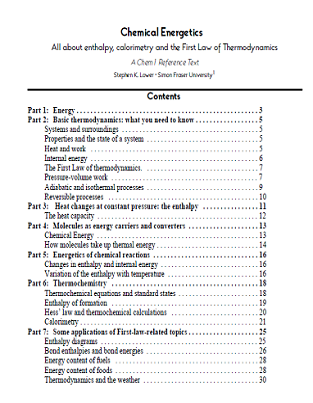 Chemical Energetics
All about enthalpy, calorimetry and the First Law of Thermodynamics
A Chem1 Reference Text
Stephen K. Lower • Simon Fraser University1
Contents
Part 1: Energy . . . . . . . . . . . . . . . . . . . . . . . . . . 3
Part 2: Basic thermodynamics: what you need to know . . . . . . . 5
Systems and surroundings . . . . . . . . . . . . . . . . . . . . 5
Properties and the state of a system . . . . . . . . . . . . . . . 5
Heat and work . . . . . . . . . . . . . . . . . . . . . . . . . 5
Internal energy . . . . . . . . . . . . . . . . . . . . . . . . 6
The First Law of thermodynamics. . . . . . . . . . . . . . . . . 7
Pressure-volume work . . . . . . . . . . . . . . . . . . . . . . 7
Adiabatic and isothermal processes . . . . . . . . . . . . . . . 9
Reversible processes . . . . . . . . . . . . . . . . . . . . . . 10
Part 3: Heat changes at constant pressure: the enthalpy . . . . . . 11
The heat capacity . . . . . . . . . . . . . . . . . . . . . . . 12
Part 4: Molecules as energy carriers and converters . . . . . . . . 13
Chemical Energy . . . . . . . . . . . . . . . . . . . . . . . . 13
How molecules take up thermal energy . . . . . . . . . . . . . . 14
Part 5: Energetics of chemical reactions . . . . . . . . . . . . . 16
Changes in enthalpy and internal energy . . . . . . . . . . . . . 16
Variation of the enthalpy with temperature . . . . . . . . . . . 16
Part 6: Thermochemistry . . . . . . . . . . . . . . . . . . . . . 18
Thermochemical equations and standard states . . . . . . . . . . 18
Enthalpy of formation . . . . . . . . . . . . . . . . . . . . . 19
Hess' law and thermochemical calculations . . . . . . . . . . . . 20
Calorimetry . . . . . . . . . . . . . . . . . . . . . . . . . . 21
Part 7: Some applications of First-law-related topics . . . . . . . 25
Enthalpy diagrams . . . . . . . . . . . . . . . . . . . . . . . 25
Bond enthalpies and bond energies . . . . . . . . . . . . . . . . 26
Energy content of fuels . . . . . . . . . . . . . . . . . . . . . 28
Energy content of foods . . . . . . . . . . . . . . . . . . . . . 28
Thermodynamics and the weather . . . . . . . . . . . . . . . . . 30